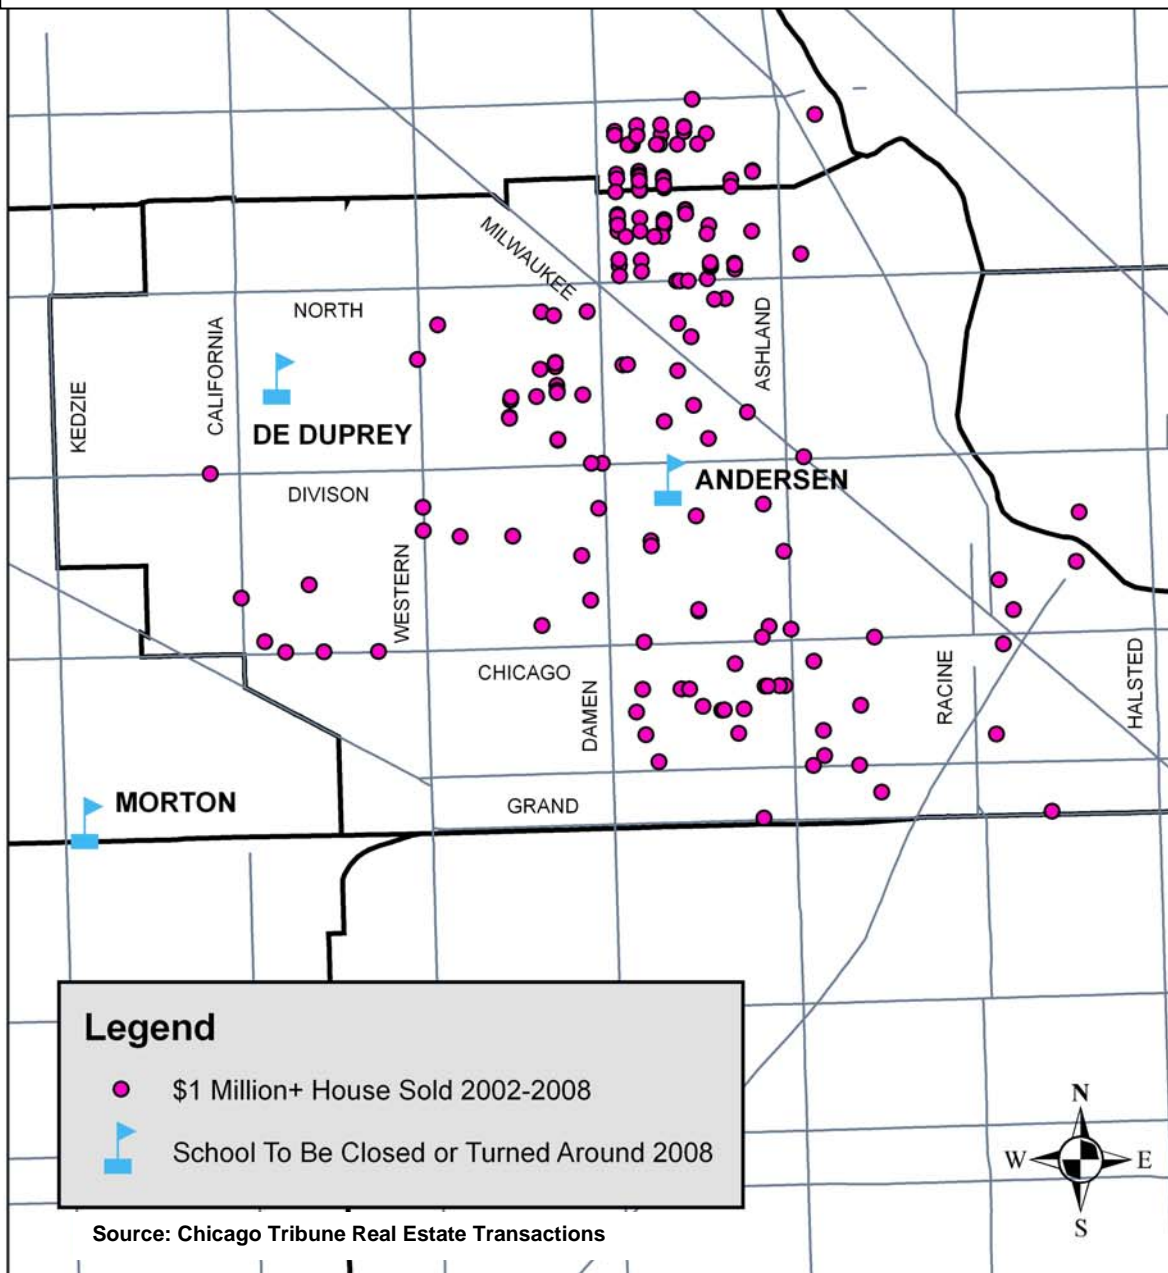 MILWAUKEE
NORTH
ASHLAND
CALIFORNIA
KEDZIE
DE DUPREY
ANDERSEN
DIVISON
WESTERN
CHICAGO
DAMEN
RACINE
HALSTED
MORTON
GRAND
Legend
$1 Million+ House Sold 2002-2008
School To Be Closed or Turned Around 2008
N
W
E
S
Source: Chicago Tribune Real Estate Transactions